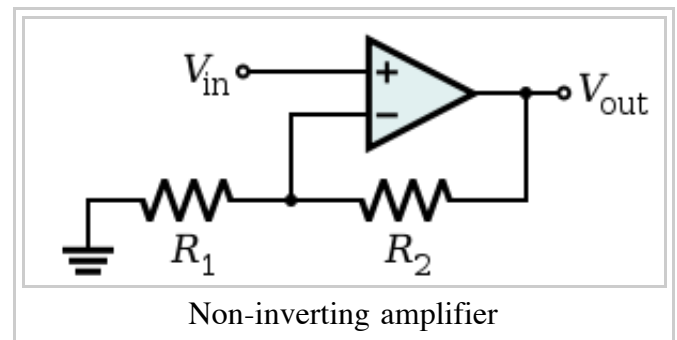 Vin
+
−
Vout
R1
R2
Non-inverting amplifier